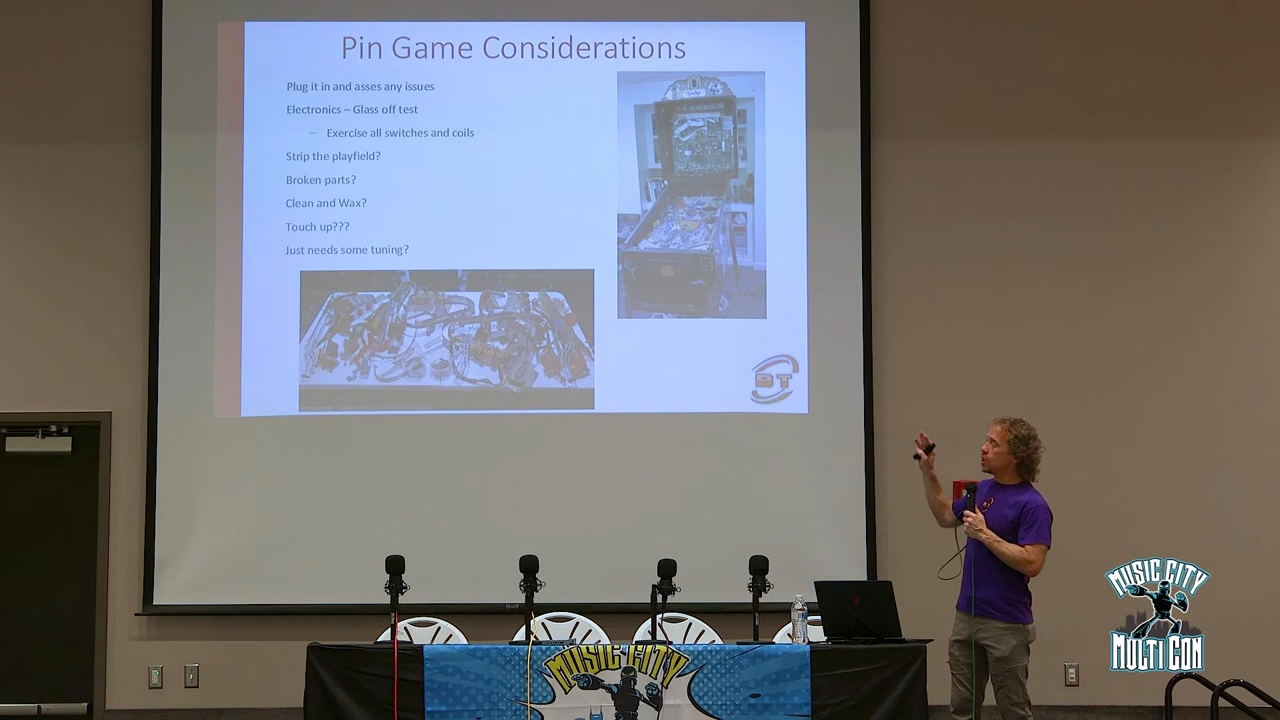 Pin Game Considerations
Plug it in and asses any issues
Electronics – Glass off test
– Exercise all switches and coils
Strip the playfield?
Broken parts?
Clean and Wax?
Touch up???
Just needs some tuning?
DT
MUSIC CITY
MULTI CON
MUSIC CITY